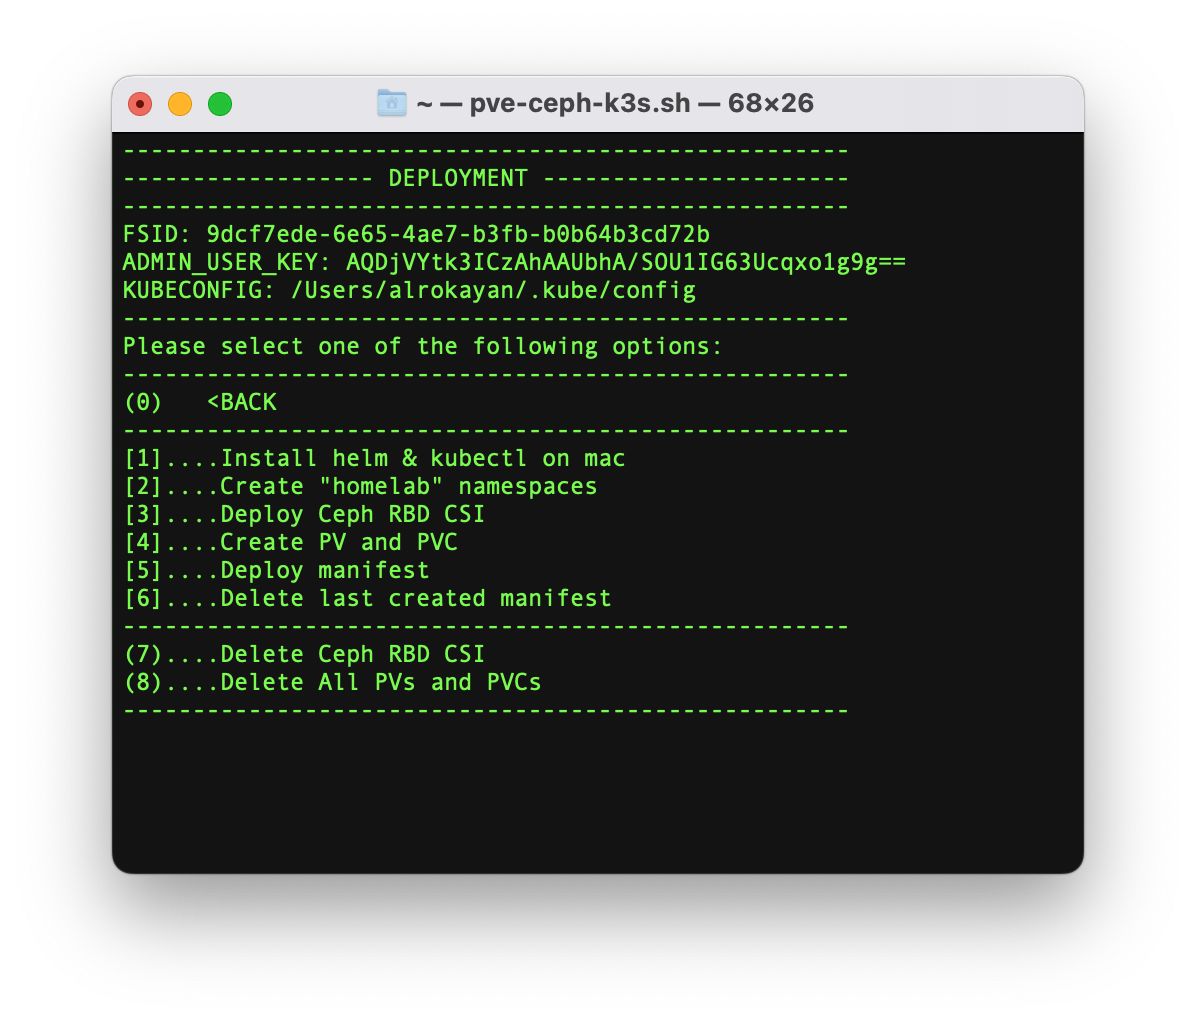 ~ — pve-ceph-k3s.sh — 68×26
----------------------------------------------------
------------------ DEPLOYMENT ----------------------
----------------------------------------------------
FSID: 9dcf7ede-6e65-4ae7-b3fb-b0b64b3cd72b
ADMIN_USER_KEY: AQDjVYtk3ICzAhAAUbhA/SOU1IG63Ucqxo1g9g==
KUBECONFIG: /Users/alrokayan/.kube/config
----------------------------------------------------
Please select one of the following options:
----------------------------------------------------
(0)   <BACK
----------------------------------------------------
[1]....Install helm & kubectl on mac
[2]....Create "homelab" namespaces
[3]....Deploy Ceph RBD CSI
[4]....Create PV and PVC
[5]....Deploy manifest
[6]....Delete last created manifest
----------------------------------------------------
(7)....Delete Ceph RBD CSI
(8)....Delete All PVs and PVCs
----------------------------------------------------